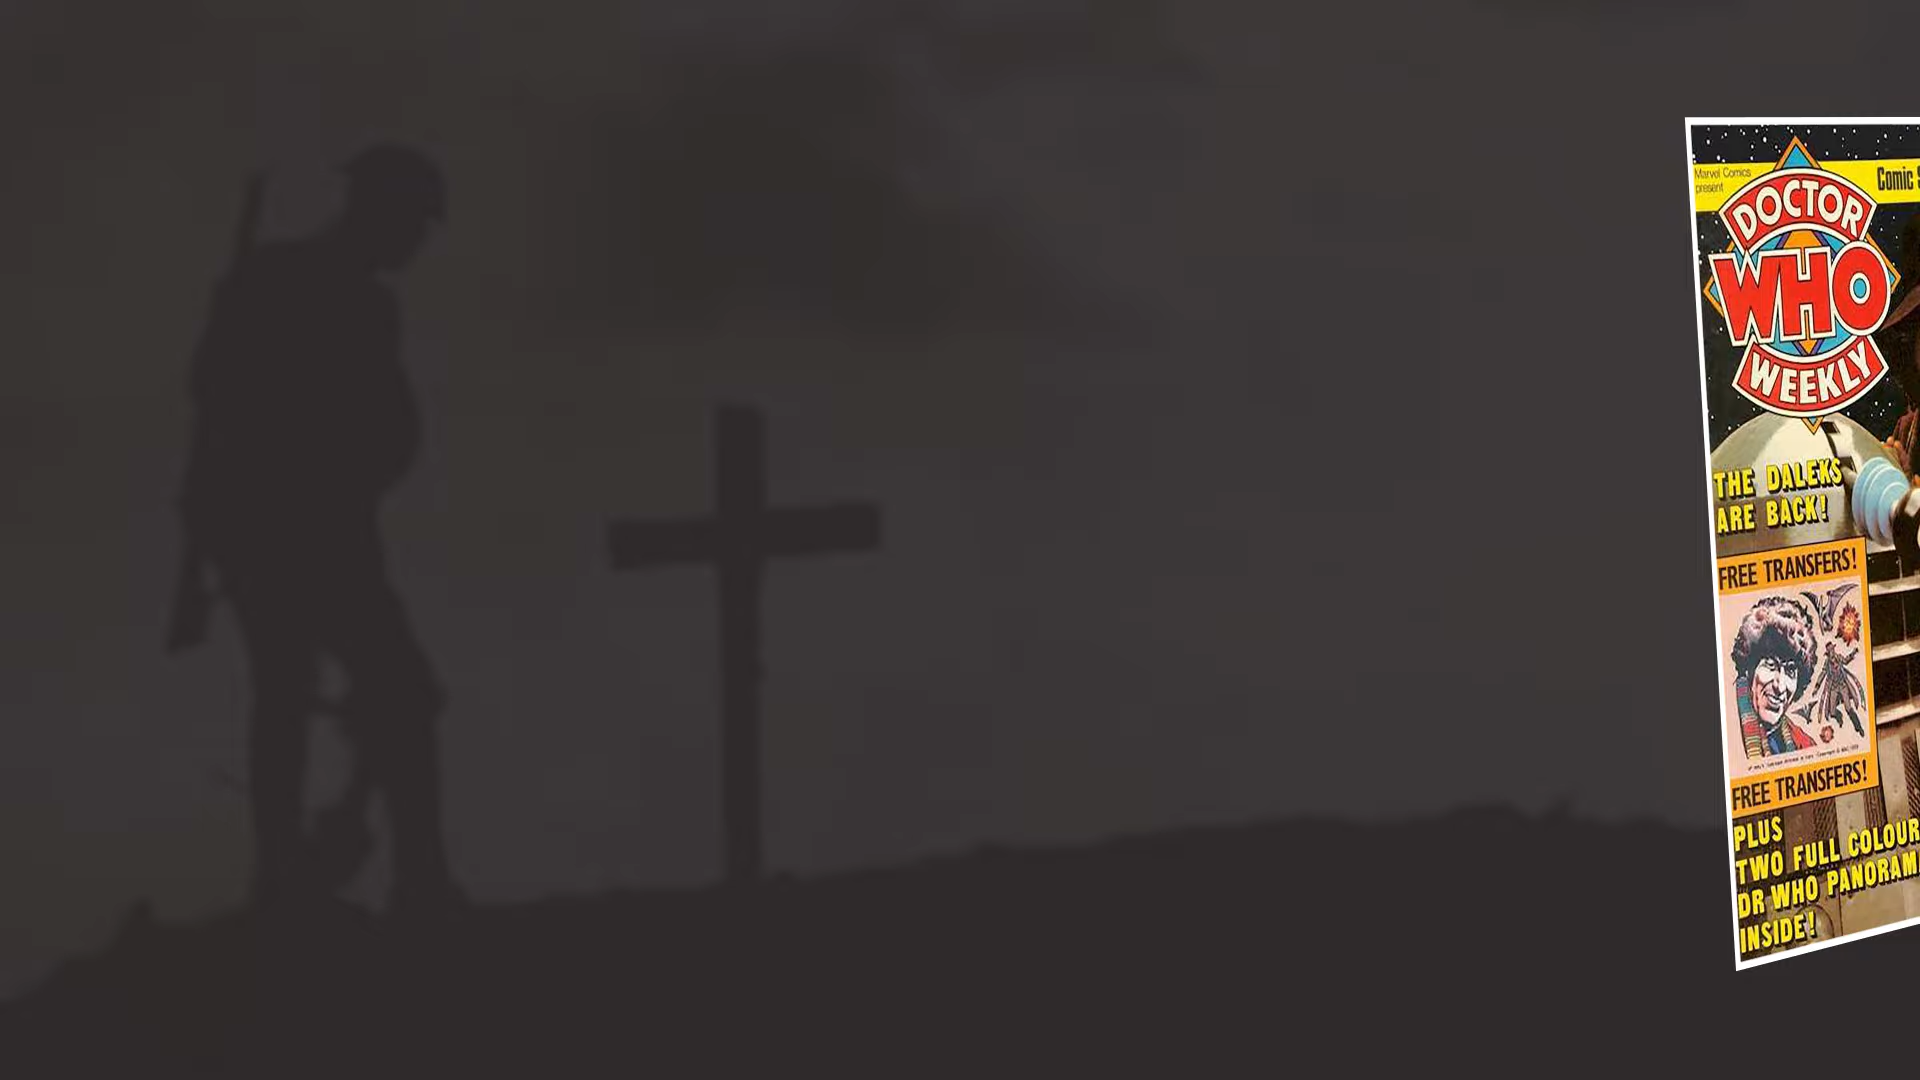 Marvel Comics
present
Comic
DOCTOR
WHO
WEEKLY
THE DALEKS
ARE BACK!
FREE TRANSFERS!
FREE TRANSFERS!
PLUS
TWO FULL COLOUR
DR WHO PANORAM
INSIDE!